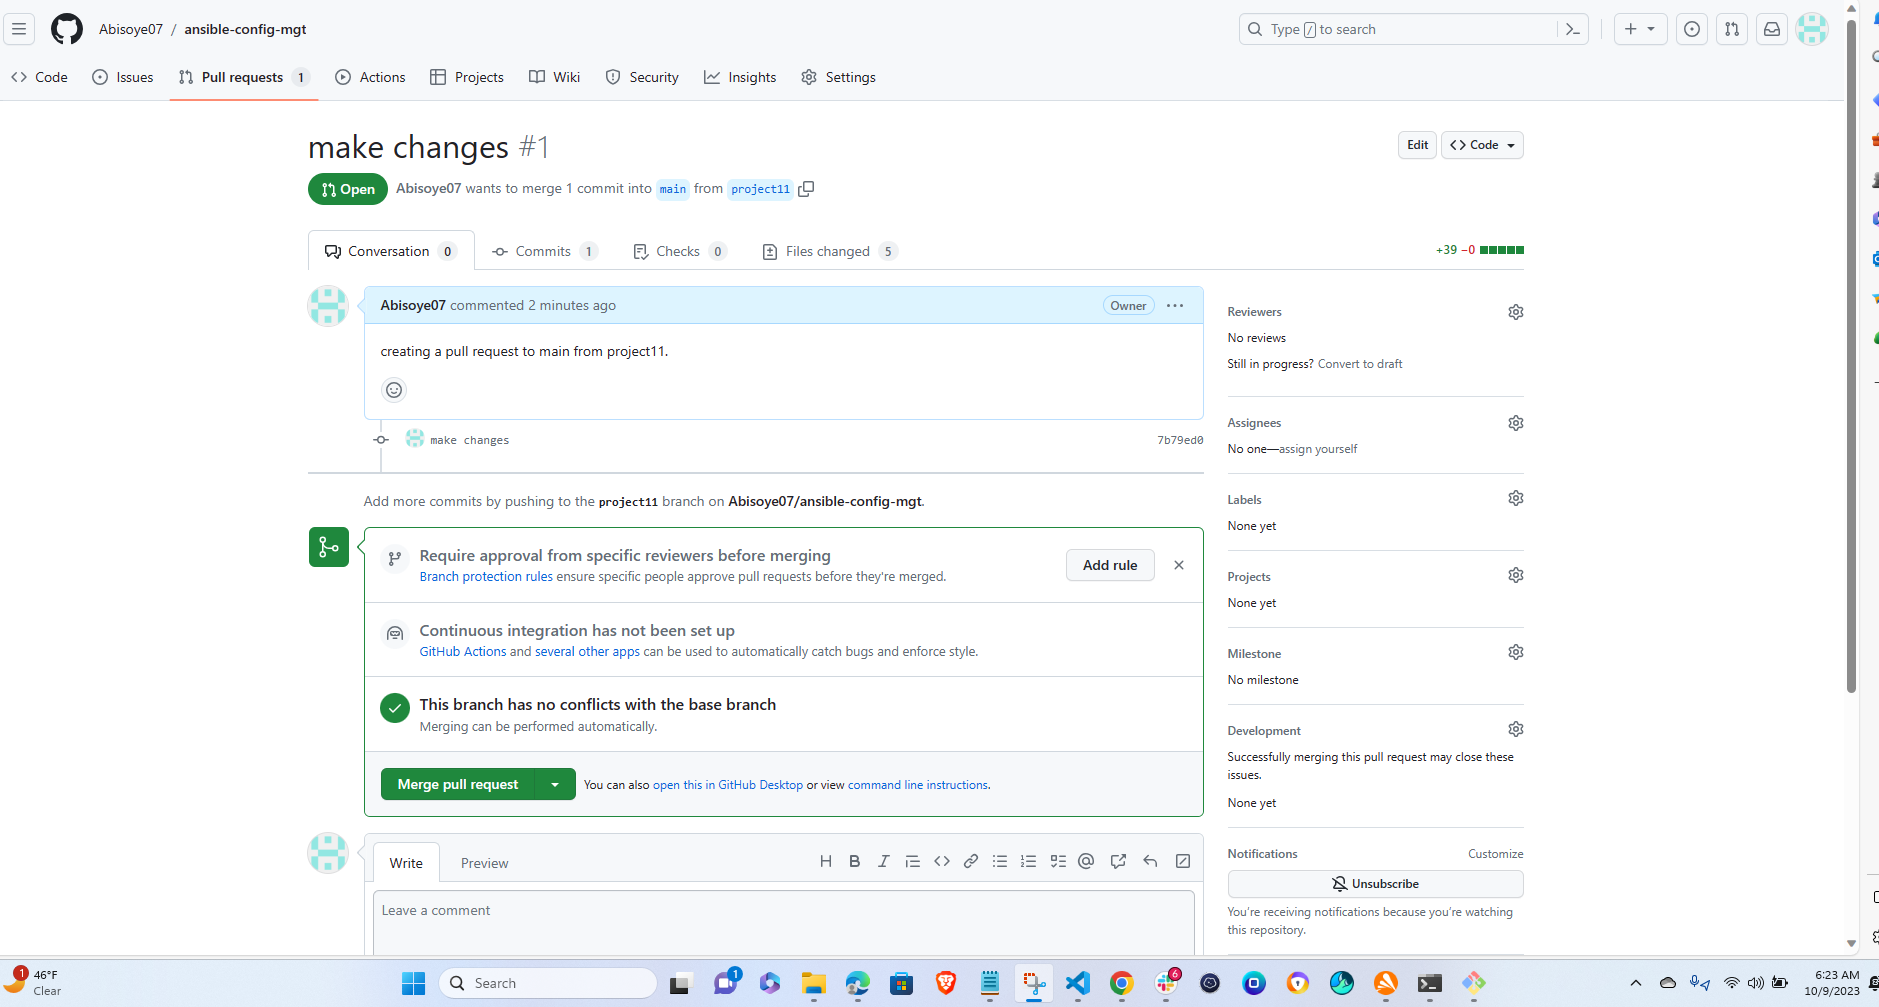 Abisoye07 / ansible-config-mgt
Type / to search
Code
Issues
Pull requests 1
Actions
Projects
Wiki
Security
Insights
Settings
make changes #1
Edit
Code
Open
Abisoye07 wants to merge 1 commit into main from project11
Conversation 0
Commits 1
Checks 0
Files changed 5
+39 −0
Abisoye07 commented 2 minutes ago
Owner
creating a pull request to main from project11.
make changes
7b79ed0
Add more commits by pushing to the project11 branch on Abisoye07/ansible-config-mgt.
Require approval from specific reviewers before merging
Branch protection rules ensure specific people approve pull requests before they're merged.
Add rule
Continuous integration has not been set up
GitHub Actions and several other apps can be used to automatically catch bugs and enforce style.
This branch has no conflicts with the base branch
Merging can be performed automatically.
Merge pull request
You can also open this in GitHub Desktop or view command line instructions.
Write
Preview
Leave a comment
Reviewers
No reviews
Still in progress? Convert to draft
Assignees
No one—assign yourself
Labels
None yet
Projects
None yet
Milestone
No milestone
Development
Successfully merging this pull request may close these
issues.
None yet
Notifications
Customize
Unsubscribe
You're receiving notifications because you're watching
this repository.
1
46°F
Clear
Search
1
6
6:23 AM
10/9/2023